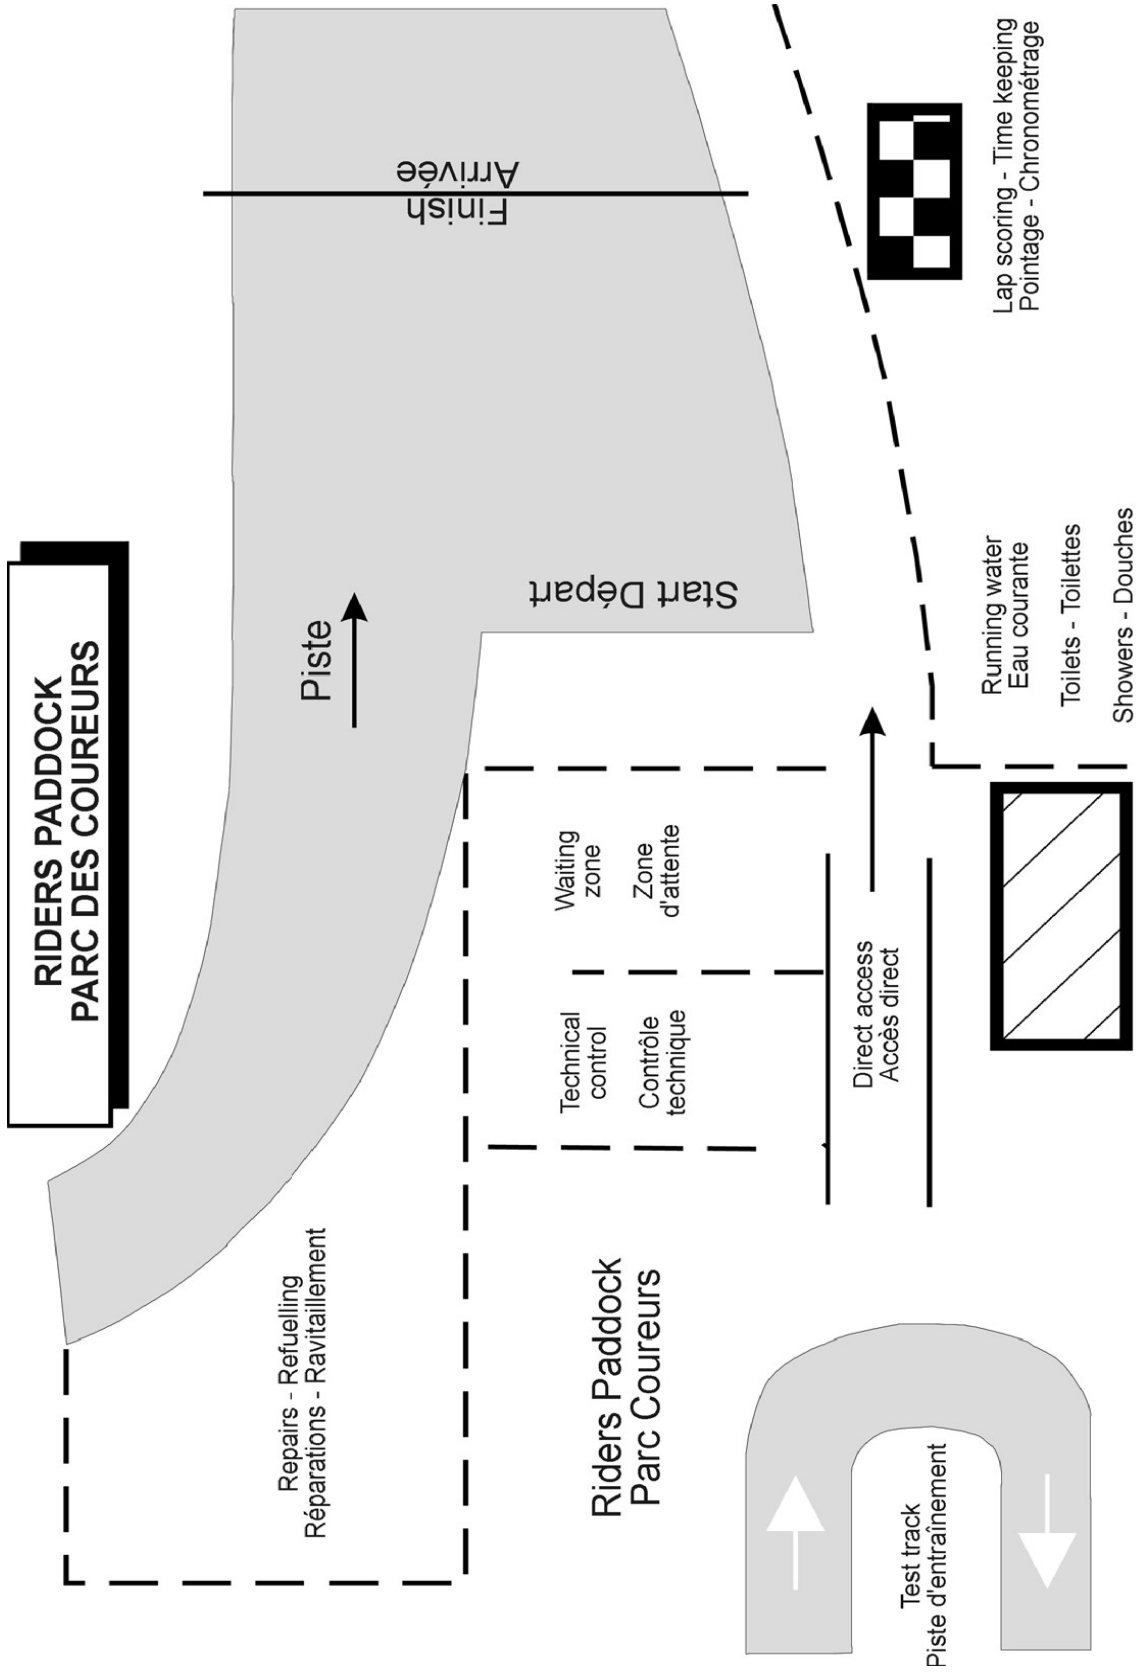 RIDERS PADDOCK
PARC DES COUREURS
Piste
Finish
Arrivée
Start Départ
Lap scoring - Time keeping
Pointage - Chronométrage
Repairs - Refuelling
Réparations - Ravitaillement
Technical
control
Contrôle
technique
Waiting
zone
Zone
d'attente
Riders Paddock
Parc Coureurs
Direct access
Accès direct
Running water
Eau courante
Toilets - Toilettes
Showers - Douches
Test track
Piste d'entraînement